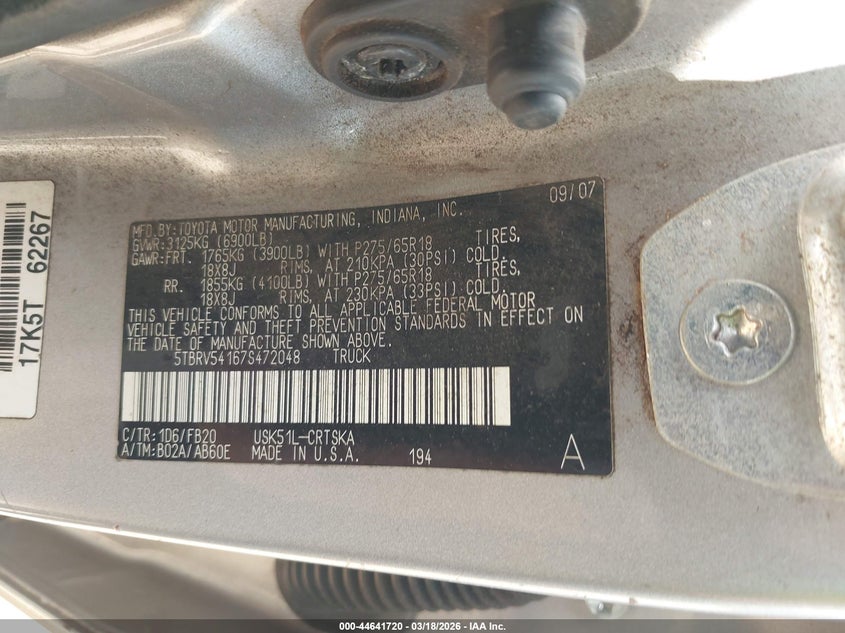 17K5T 62267
MFD.BY:TOYOTA MOTOR MANUFACTURING, INDIANA, INC. 09/07
GVWR:3125KG (6900LB)
GAWR:FRT. 1765KG (3900LB) WITH P275/65R18 TIRES,
18X8J RIMS, AT 210KPA (30PSI) COLD.
RR. 1855KG (4100LB) WITH P275/65R18 TIRES,
18X8J RIMS, AT 230KPA (33PSI) COLD.
THIS VEHICLE CONFORMS TO ALL APPLICABLE FEDERAL MOTOR
VEHICLE SAFETY AND THEFT PREVENTION STANDARDS IN EFFECT ON
THE DATE OF MANUFACTURE SHOWN ABOVE.
5TBRV54167S472048 TRUCK
C/TR:1D6/FB20 USK51L-CRTSKA
A/TM:B02A/AB60E MADE IN U.S.A. 194 A
000-44641720 | 03/18/2026 | IAA Inc.